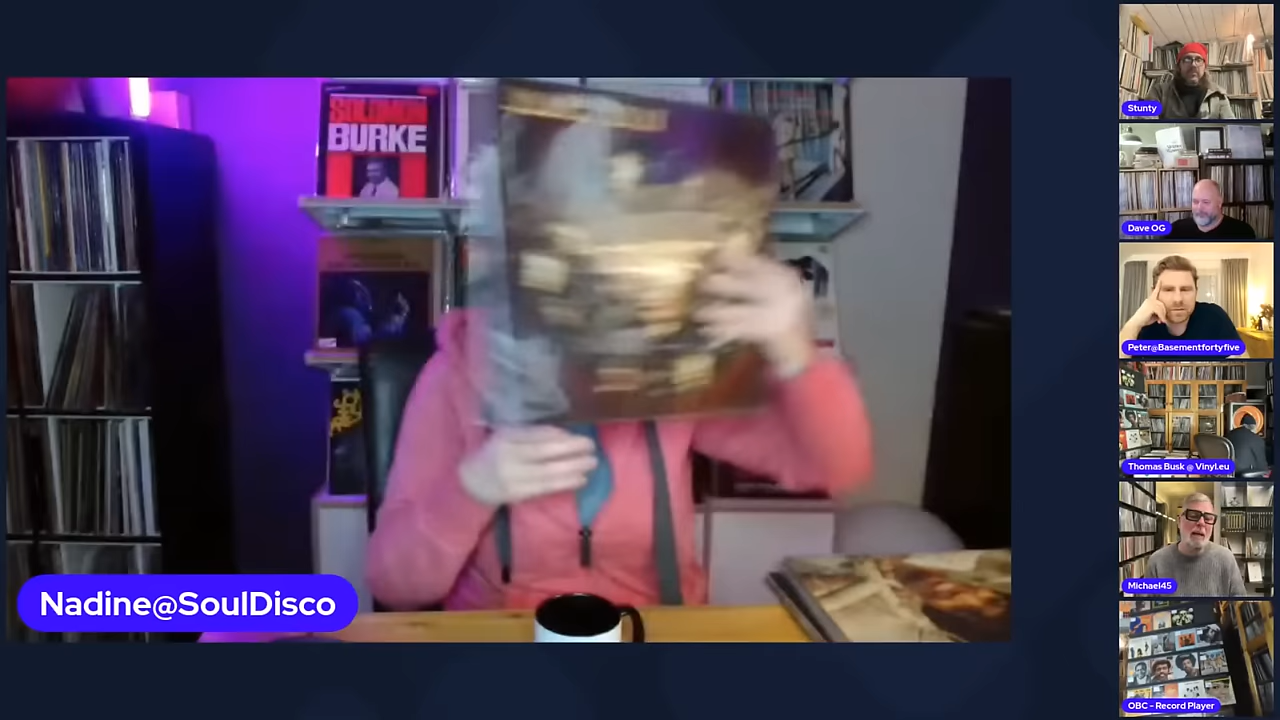 SOLOMON
BURKE
Nadine@SoulDisco
Stunty
Dave OG
Peter@Basementfortyfive
Thomas Busk @ Vinyl.eu
Michael45
OBC - Record Player